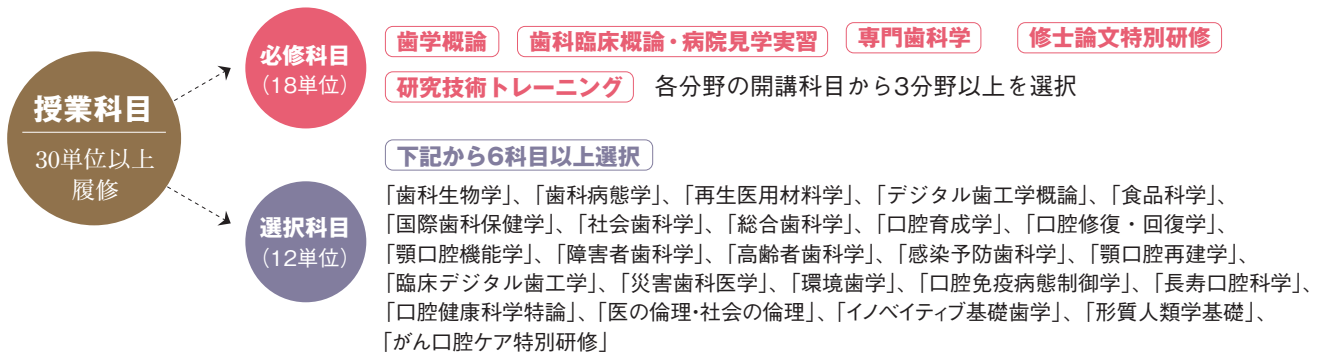 授業科目
30単位以上
履修
必修科目
(18単位)
歯学概論 歯科臨床概論・病院見学実習 専門歯科学 修士論文特別研修
研究技術トレーニング 各分野の開講科目から3分野以上を選択
選択科目
(12単位)
下記から6科目以上選択
「歯科生物学」、「歯科病態学」、「再生医用材料学」、「デジタル歯工学概論」、「食品科学」、
「国際歯科保健学」、「社会歯科学」、「総合歯科学」、「口腔育成学」、「口腔修復・回復学」、
「顎口腔機能学」、「障害者歯科学」、「高齢者歯科学」、「感染予防歯科学」、「顎口腔再建学」、
「臨床デジタル歯工学」、「災害歯科医学」、「環境歯学」、「口腔免疫病態制御学」、「長寿口腔科学」、
「口腔健康科学特論」、「医の倫理・社会の倫理」、「イノベイティブ基礎歯学」、「形質人類学基礎」、
「がん口腔ケア特別研修」